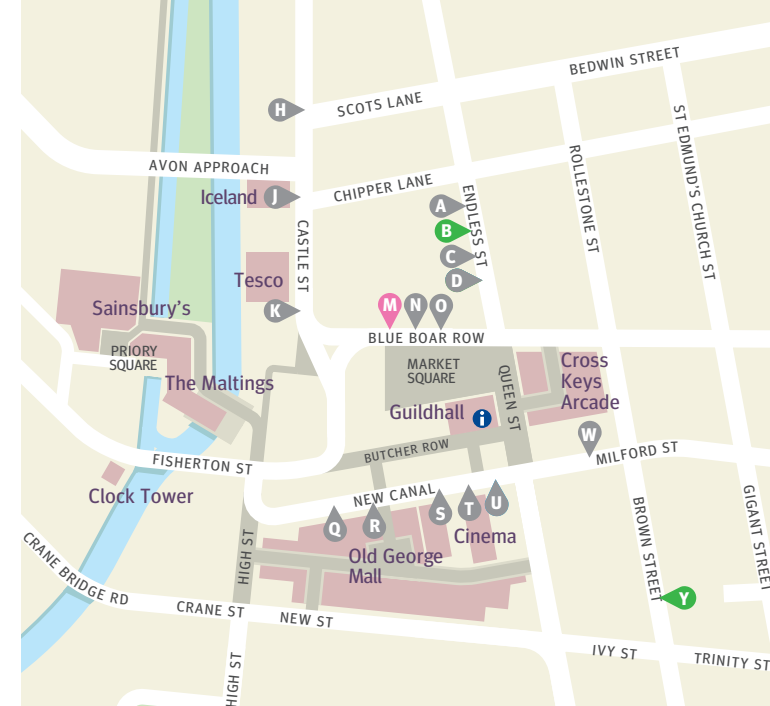 BEDWIN STREET
SCOTS LANE
H
ST EDMUND'S CHURCH ST
ROLLESTONE ST
AVON APPROACH
CHIPPER LANE
ENDLESS ST
Iceland
J
A
CASTLE ST
B
C
Tesco
D
Sainsbury's
K
M
N
O
BLUE BOAR ROW
PRIORY
SQUARE
MARKET
SQUARE
QUEEN ST
Cross
Keys
Arcade
The Maltings
Guildhall
i
W
BUTCHER ROW
MILFORD ST
FISHERTON ST
Clock Tower
NEW CANAL
Q
R
S
T
U
Cinema
BROWN STREET
GIGANT STREET
CRANE BRIDGE RD
HIGH ST
Old George
Mall
Y
CRANE ST
NEW ST
IVY ST
TRINITY ST
HIGH ST